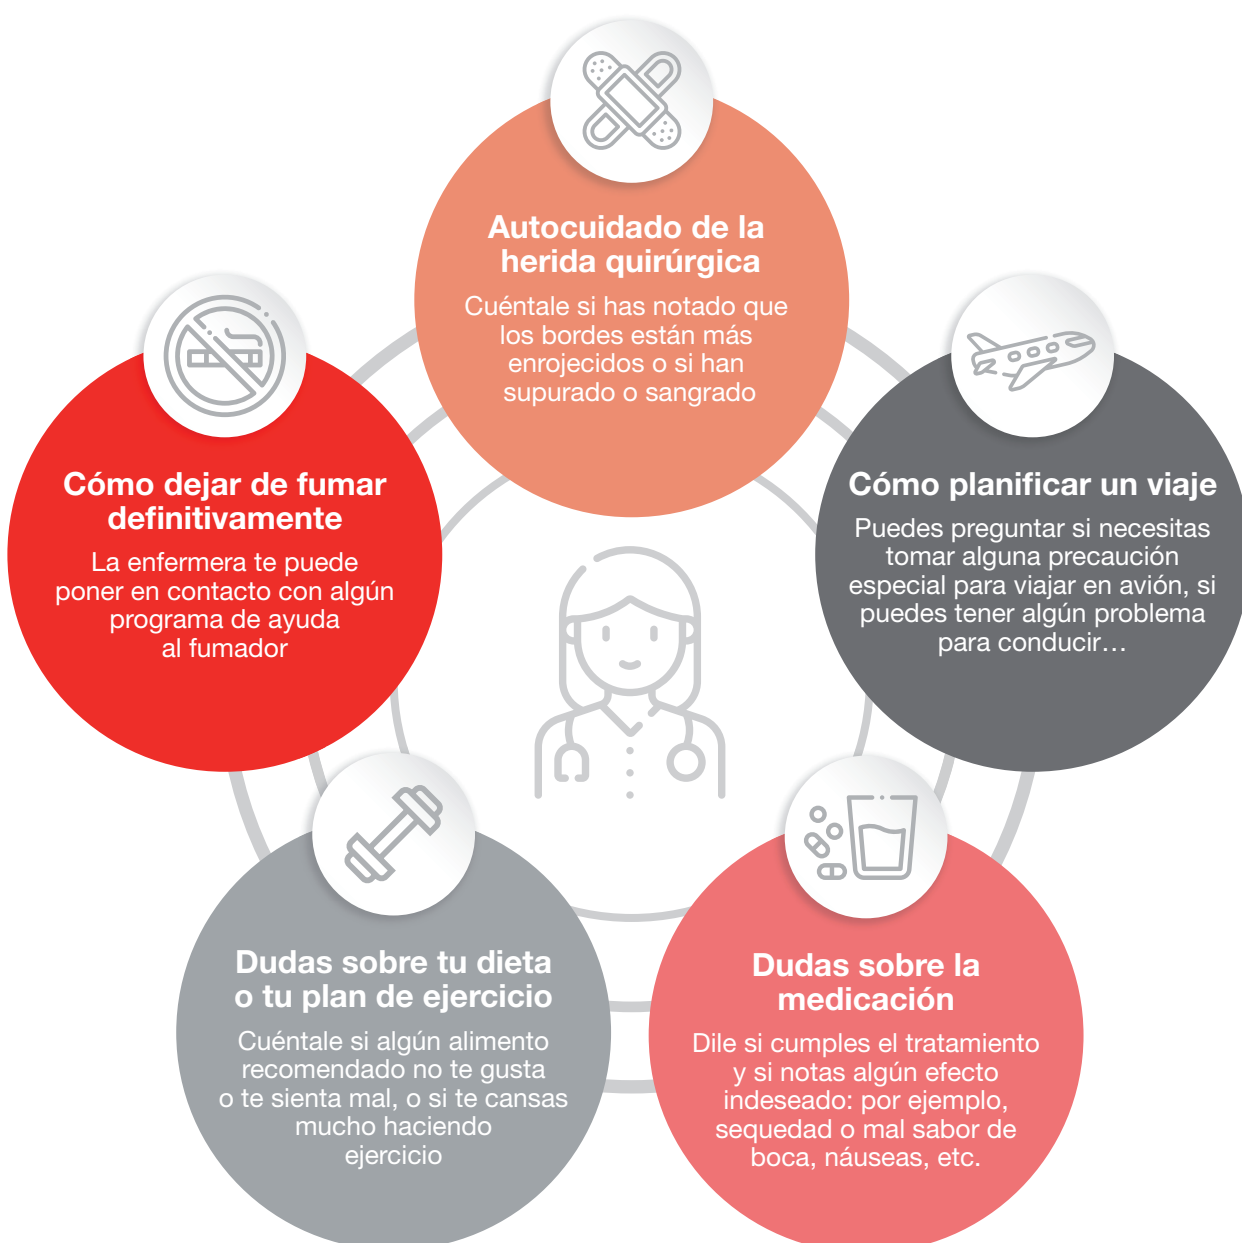 Autocuidado de la
herida quirúrgica
Cuéntale si has notado que
los bordes están más
enrojecidos o si han
supurado o sangrado
Cómo dejar de fumar
definitivamente
La enfermera te puede
poner en contacto con algún
programa de ayuda
al fumador
Cómo planificar un viaje
Puedes preguntar si necesitas
tomar alguna precaución
especial para viajar en avión, si
puedes tener algún problema
para conducir…
Dudas sobre tu dieta
o tu plan de ejercicio
Cuéntale si algún alimento
recomendado no te gusta
o te sienta mal, o si te cansas
mucho haciendo
ejercicio
Dudas sobre la
medicación
Dile si cumples el tratamiento
y si notas algún efecto
indeseado: por ejemplo,
sequedad o mal sabor de
boca, náuseas, etc.